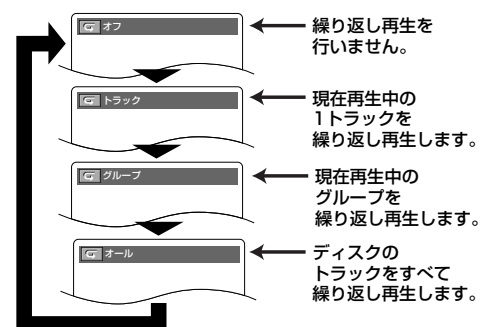 オフ
繰り返し再生を
行いません。
トラック
現在再生中の
1トラックを
繰り返し再生します。
グループ
現在再生中の
グループを
繰り返し再生します。
オール
ディスクの
トラックをすべて
繰り返し再生します。